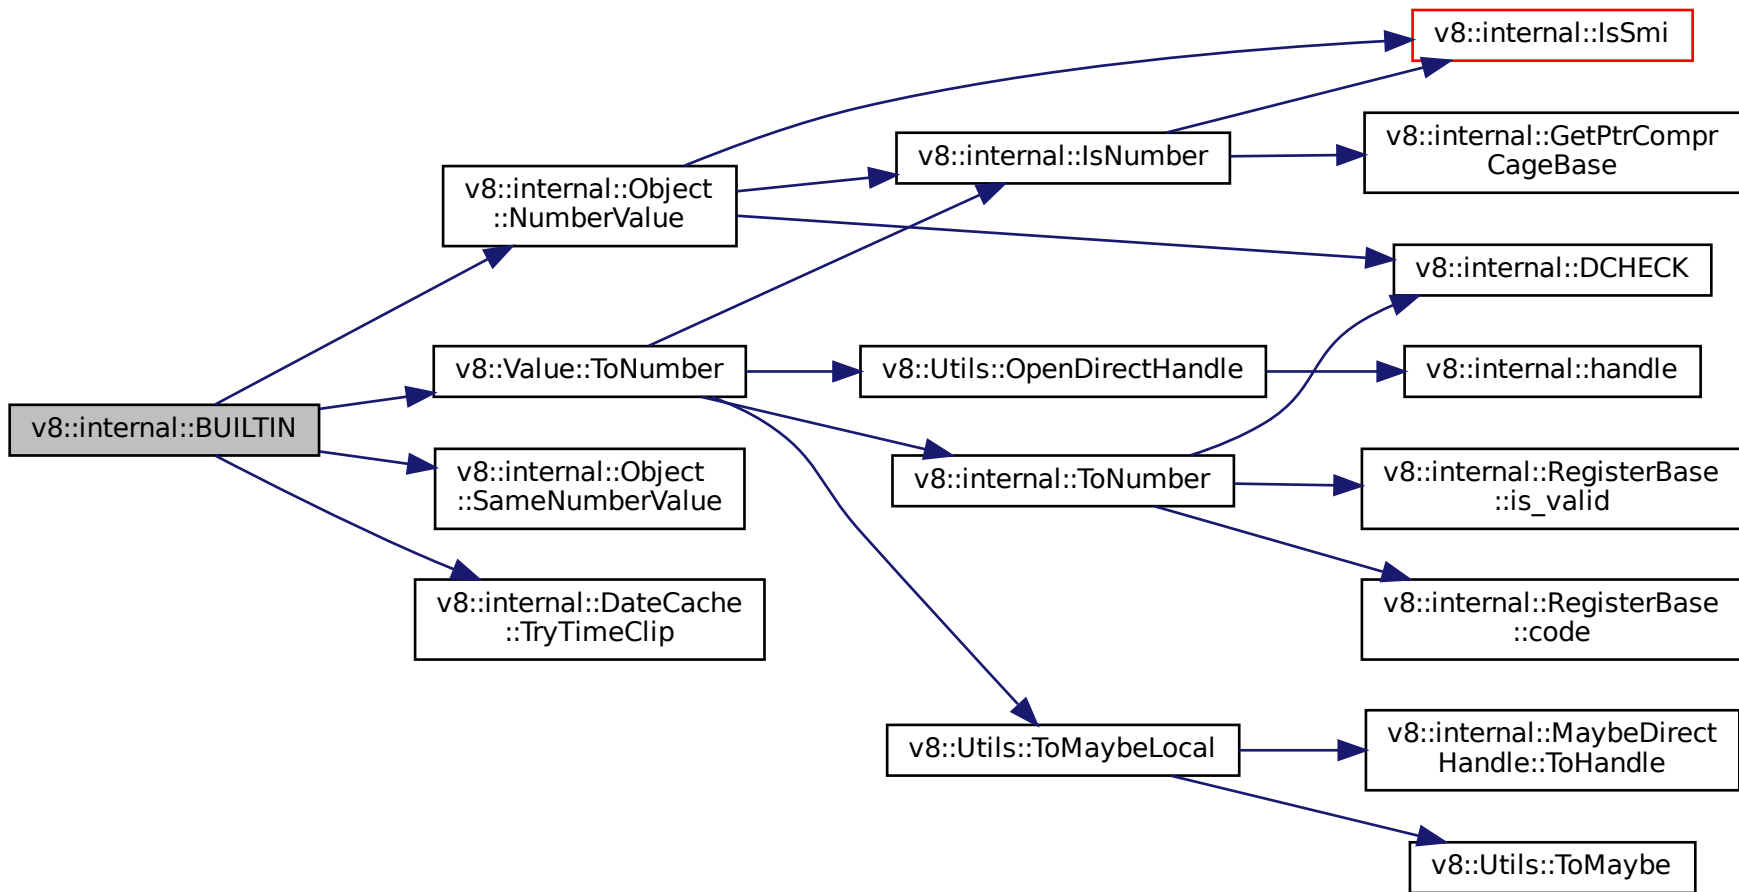 v8::internal::IsSmi
v8::internal::IsNumber
v8::internal::GetPtrCompr
CageBase
v8::internal::Object
::NumberValue
v8::internal::DCHECK
v8::Value::ToNumber
v8::Utils::OpenDirectHandle
v8::internal::handle
v8::internal::BUILTIN
v8::internal::Object
::SameNumberValue
v8::internal::ToNumber
v8::internal::RegisterBase
::is_valid
v8::internal::DateCache
::TryTimeClip
v8::internal::RegisterBase
::code
v8::Utils::ToMaybeLocal
v8::internal::MaybeDirect
Handle::ToHandle
v8::Utils::ToMaybe